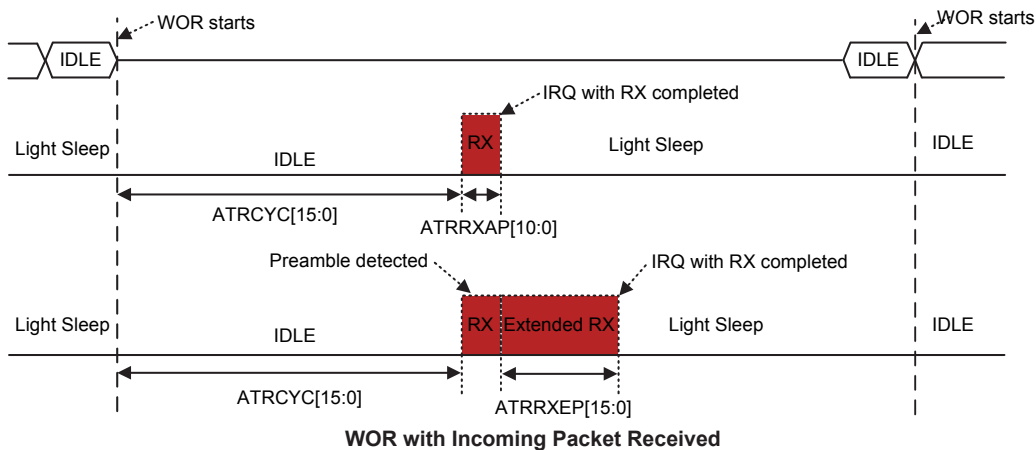 WOR starts
WOR starts
IDLE
IDLE
IRQ with RX completed
Light Sleep
IDLE
RX
Light Sleep
IDLE
ATRCYC[15:0]
ATRRXAP[10:0]
Preamble detected
IRQ with RX completed
Light Sleep
IDLE
RX
Extended RX
Light Sleep
IDLE
ATRCYC[15:0]
ATRRXEP[15:0]
WOR with Incoming Packet Received